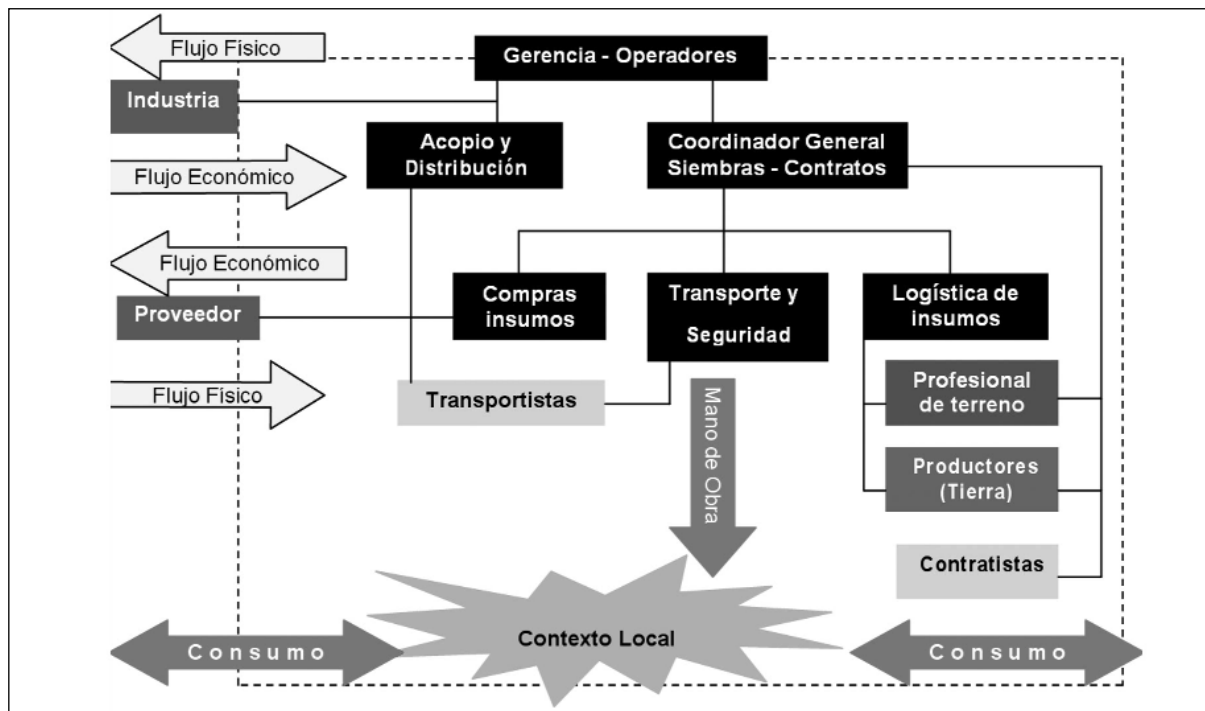 Flujo Físico
Gerencia - Operadores
Industria
Acopio y
Distribución
Coordinador General
Siembras - Contratos
Flujo Económico
Flujo Económico
Proveedor
Compras
insumos
Transporte y
Seguridad
Logística de
insumos
Flujo Físico
Transportistas
Profesional
de terreno
Mano de Obra
Productores
(Tierra)
Contratistas
Consumo
Contexto Local
Consumo